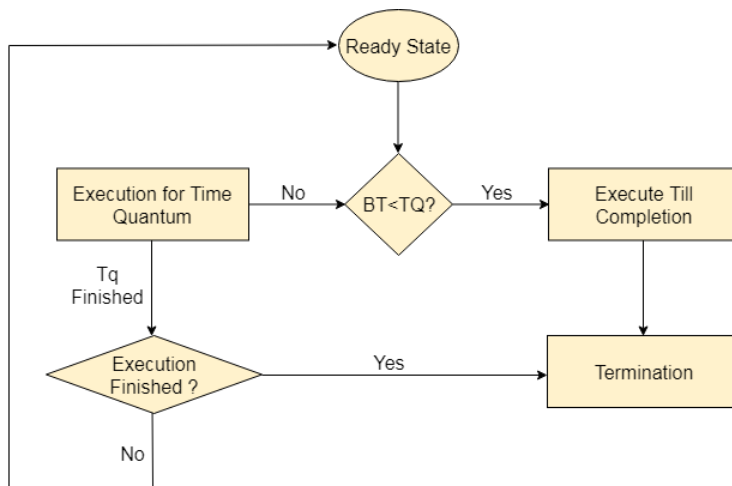 Ready State
Execution for Time
Quantum
No
BT<TQ?
Yes
Execute Till
Completion
Tq
Finished
Execution
Finished ?
Yes
Termination
No